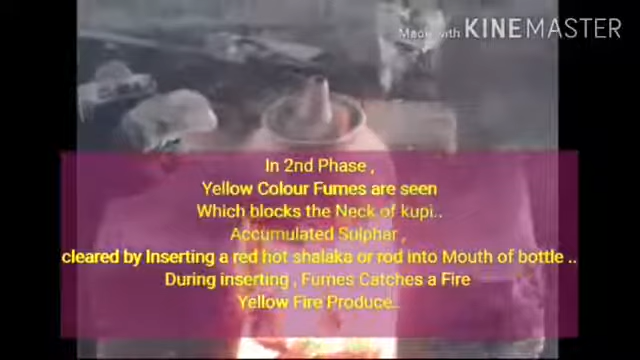 Made with KINEMASTER
In 2nd Phase ,
Yellow Colour Fumes are seen
Which blocks the Neck of kupi..
Accumulated Sulphar ,
cleared by Inserting a red hot shalaka or rod into Mouth of bottle ..
During inserting , Fumes Catches a Fire
Yellow Fire Produce..